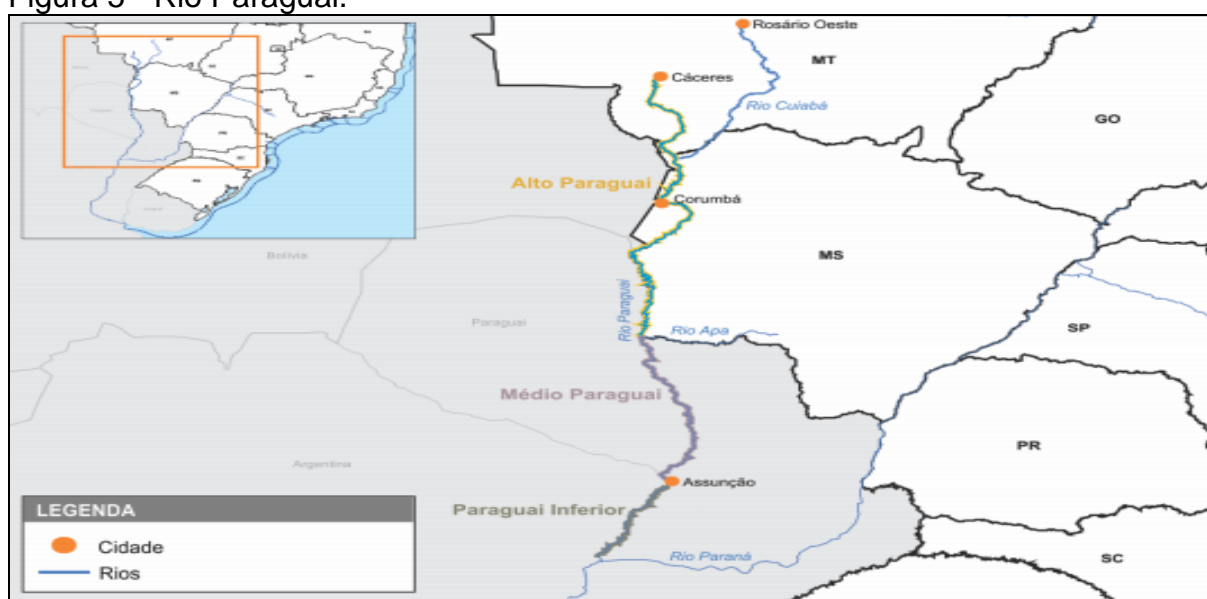 Figura 5 - Rio Paraguai.
Rosário Oeste
MT
Cáceres
Rio Cuiabá
GO
Alto Paraguai
Corumbá
MS
Bolívia
Rio Paraguai
Paraguai
Rio Apa
SP
Médio Paraguai
PR
Argentina
Assunção
Paraguai Inferior
Rio Paraná
SC
LEGENDA
Cidade
Rios